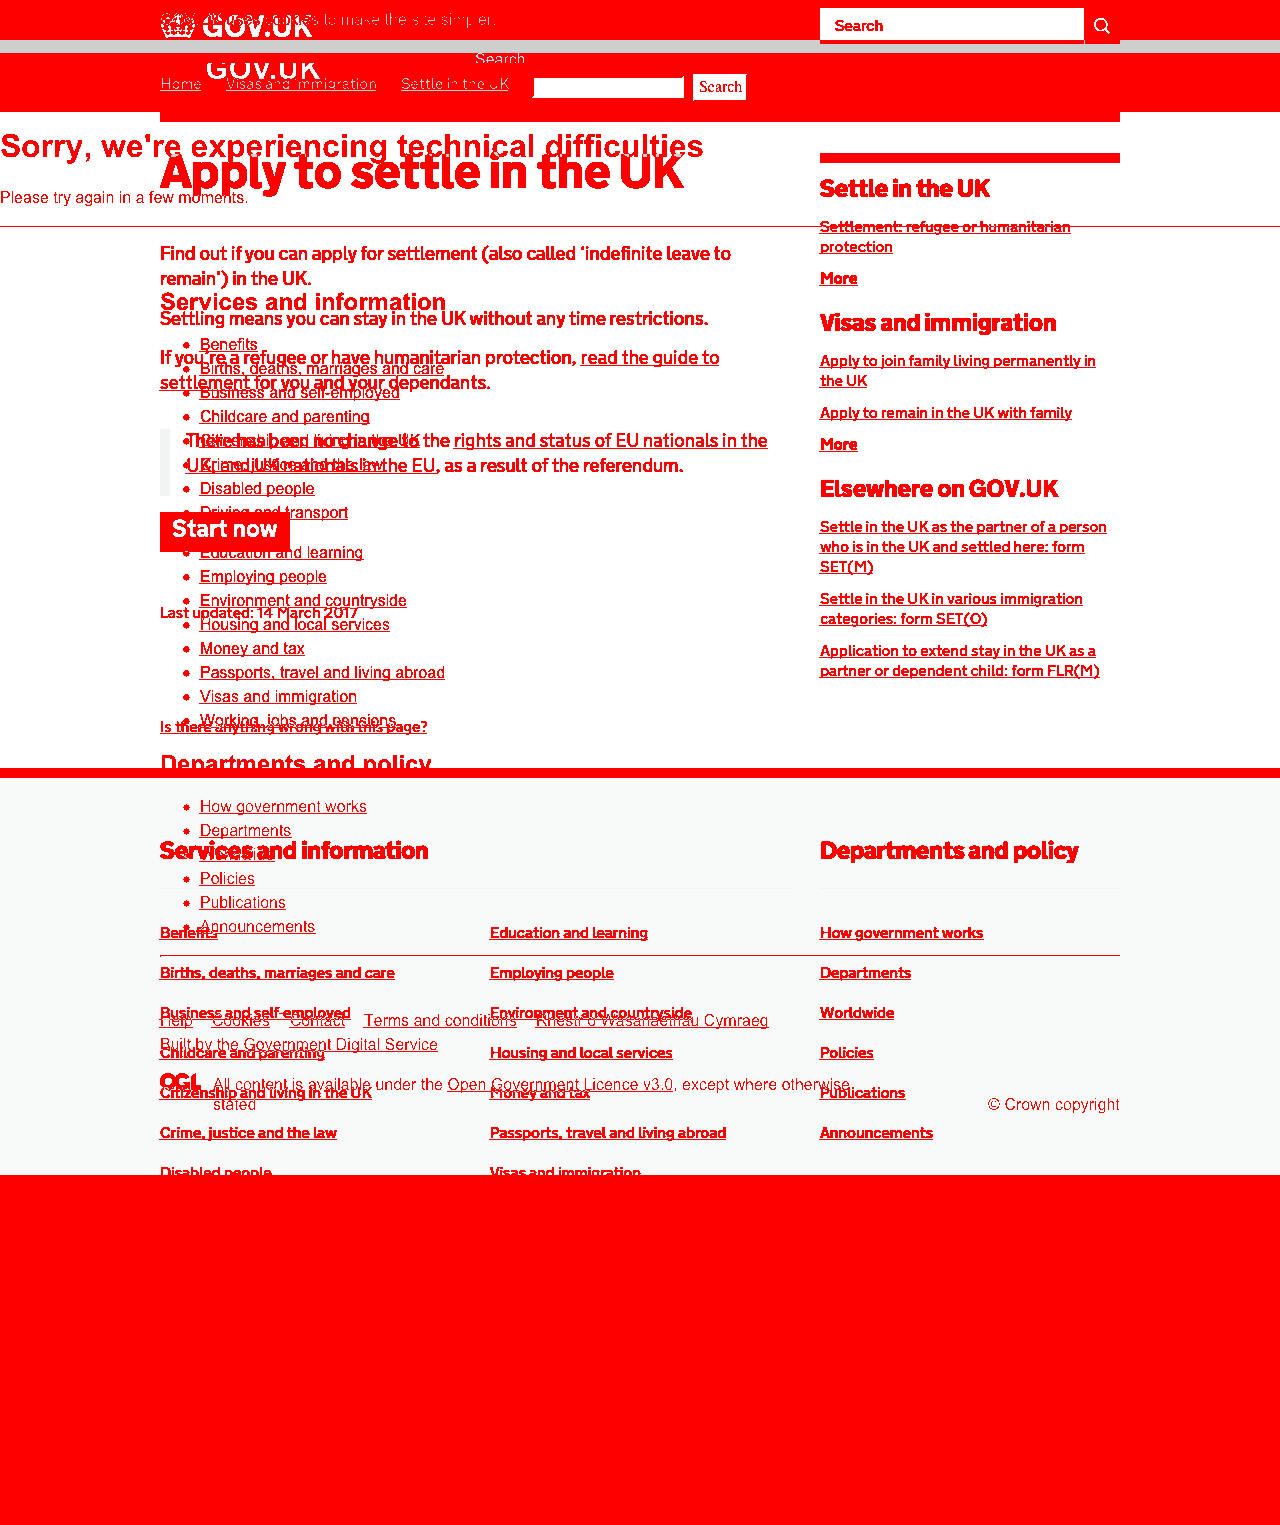 GOV.UK uses cookies to make the site simpler.
GOV.UK
Search
GOV.UK
Search
Home Visas and immigration Settle in the UK
Search
Sorry, we're experiencing technical difficulties
Please try again in a few moments.
Apply to settle in the UK
Find out if you can apply for settlement (also called ‘indefinite leave to
remain’) in the UK.
Settling means you can stay in the UK without any time restrictions.
If you’re a refugee or have humanitarian protection, read the guide to
settlement for you and your dependants.
There has been no change to the rights and status of EU nationals in the
UK, and UK nationals in the EU, as a result of the referendum.
Start now
Last updated: 14 March 2017
Is there anything wrong with this page?
Services and information
Benefits
Births, deaths, marriages and care
Business and self-employed
Childcare and parenting
Citizenship and living in the UK
Crime, justice and the law
Disabled people
Driving and transport
Education and learning
Employing people
Environment and countryside
Housing and local services
Money and tax
Passports, travel and living abroad
Visas and immigration
Working, jobs and pensions
Departments and policy
How government works
Departments
Worldwide
Policies
Publications
Announcements
Settle in the UK
Settlement: refugee or humanitarian
protection
More
Visas and immigration
Apply to join family living permanently in
the UK
Apply to remain in the UK with family
More
Elsewhere on GOV.UK
Settle in the UK as the partner of a person
who is in the UK and settled here: form
SET(M)
Settle in the UK in various immigration
categories: form SET(O)
Application to extend stay in the UK as a
partner or dependent child: form FLR(M)
Services and information
Benefits
Births, deaths, marriages and care
Business and self-employed
Childcare and parenting
Citizenship and living in the UK
Crime, justice and the law
Disabled people
Education and learning
Employing people
Environment and countryside
Housing and local services
Money and tax
Passports, travel and living abroad
Visas and immigration
Departments and policy
How government works
Departments
Worldwide
Policies
Publications
Announcements
Help Cookies Contact Terms and conditions Rhestr o Wasanaethau Cymraeg
Built by the Government Digital Service
OGL
All content is available under the Open Government Licence v3.0, except where otherwise
stated
© Crown copyright